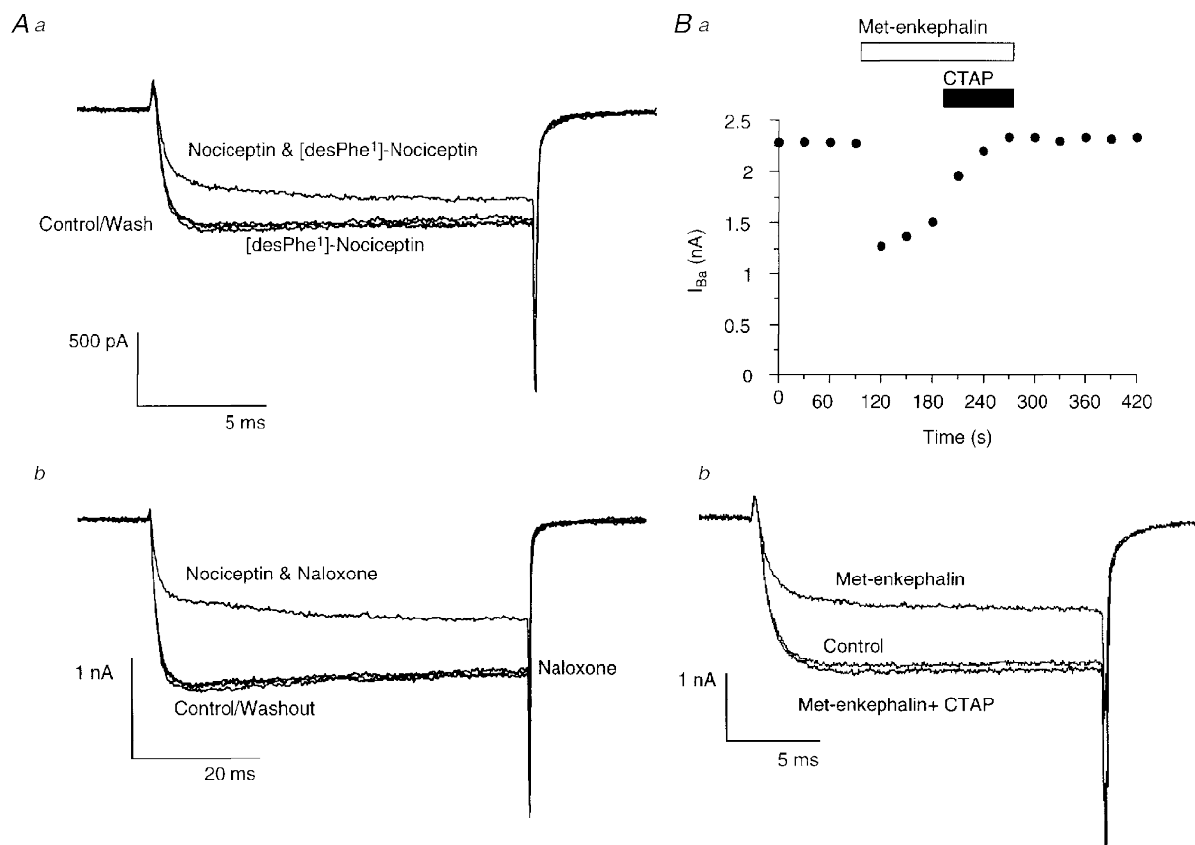 A a
Nociceptin & [desPhe¹]-Nociceptin
Control/Wash
[desPhe¹]-Nociceptin
500 pA
5 ms
b
Nociceptin & Naloxone
Naloxone
Control/Washout
1 nA
20 ms
B a
Met-enkephalin
CTAP
2.5
2
1.5
1
0.5
0
I_Ba (nA)
0 60 120 180 240 300 360 420
Time (s)
b
Met-enkephalin
Control
Met-enkephalin+ CTAP
1 nA
5 ms